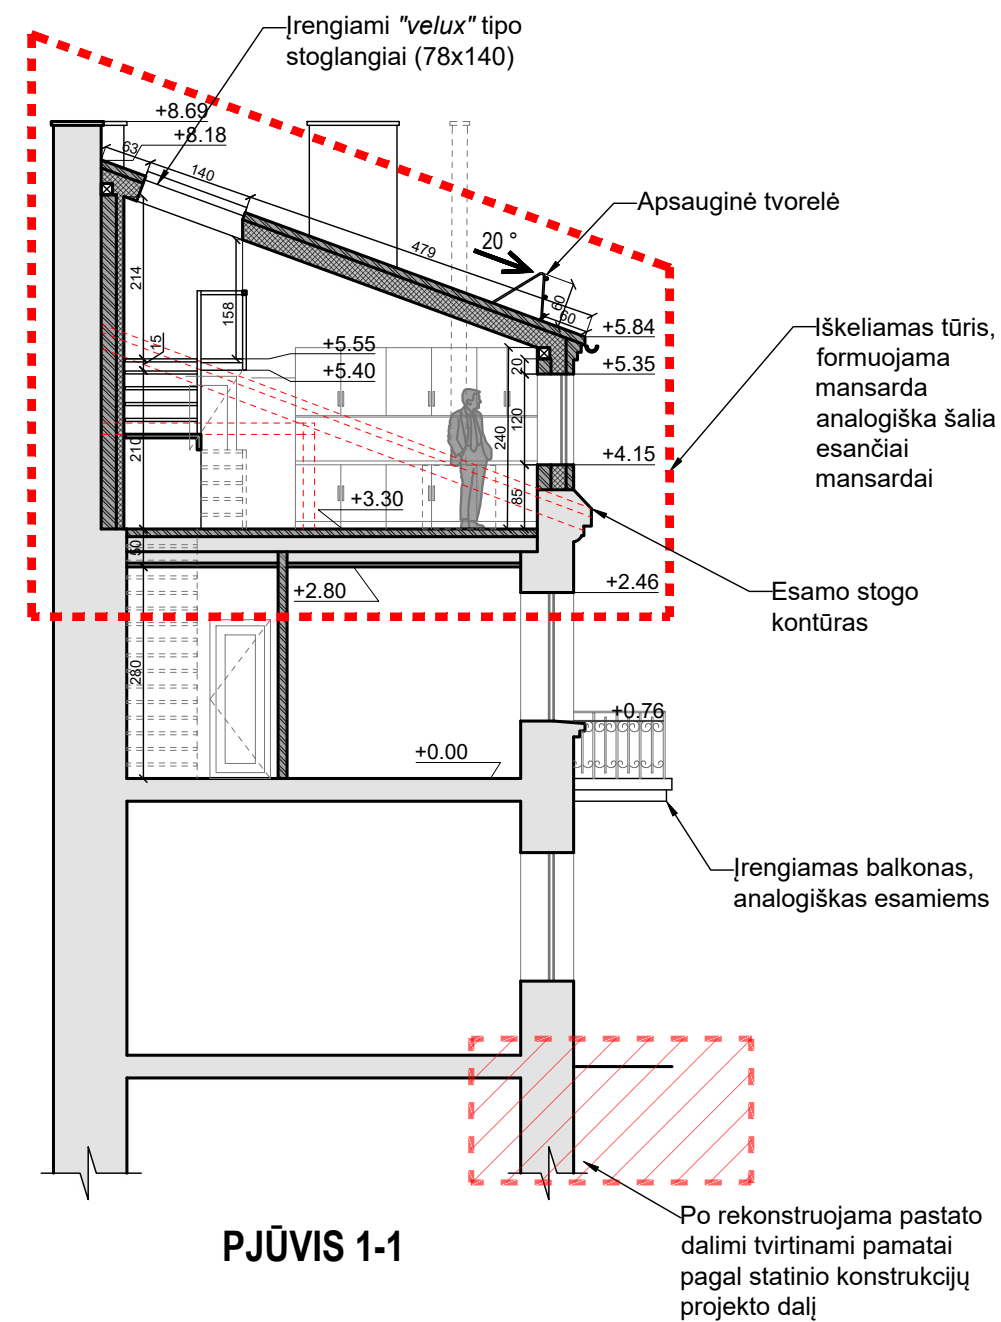 Įrengiami "velux" tipo
stoglangiai (78x140)
+8.69
+8.18
63
140
Apsauginė tvorelė
20 °
479
60
60
214
158
15
Iškeliamas tūris,
formuojama
mansarda
analogiška šalia
esančiai
mansardai
+5.84
+5.55
+5.35
+5.40
20
120
240
210
+4.15
85
+3.30
50
+2.80
+2.46
Esamo stogo
kontūras
280
+0.76
+0.00
Įrengiamas balkonas,
analogiškas esamiems
PJŪVIS 1-1
Po rekonstruojama pastato
dalimi tvirtinami pamatai
pagal statinio konstrukcijų
projekto dalį